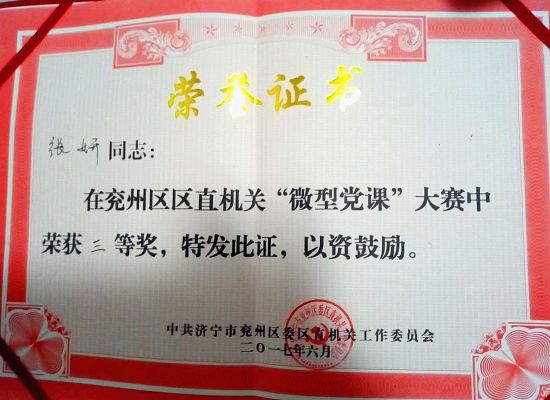 荣誉证书
张妍同志：
在兖州区区直机关“微型党课”大赛中
荣获三等奖，特发此证，以资鼓励。
中共济宁市兖州区委区直机关工作委员会
二〇一七年六月